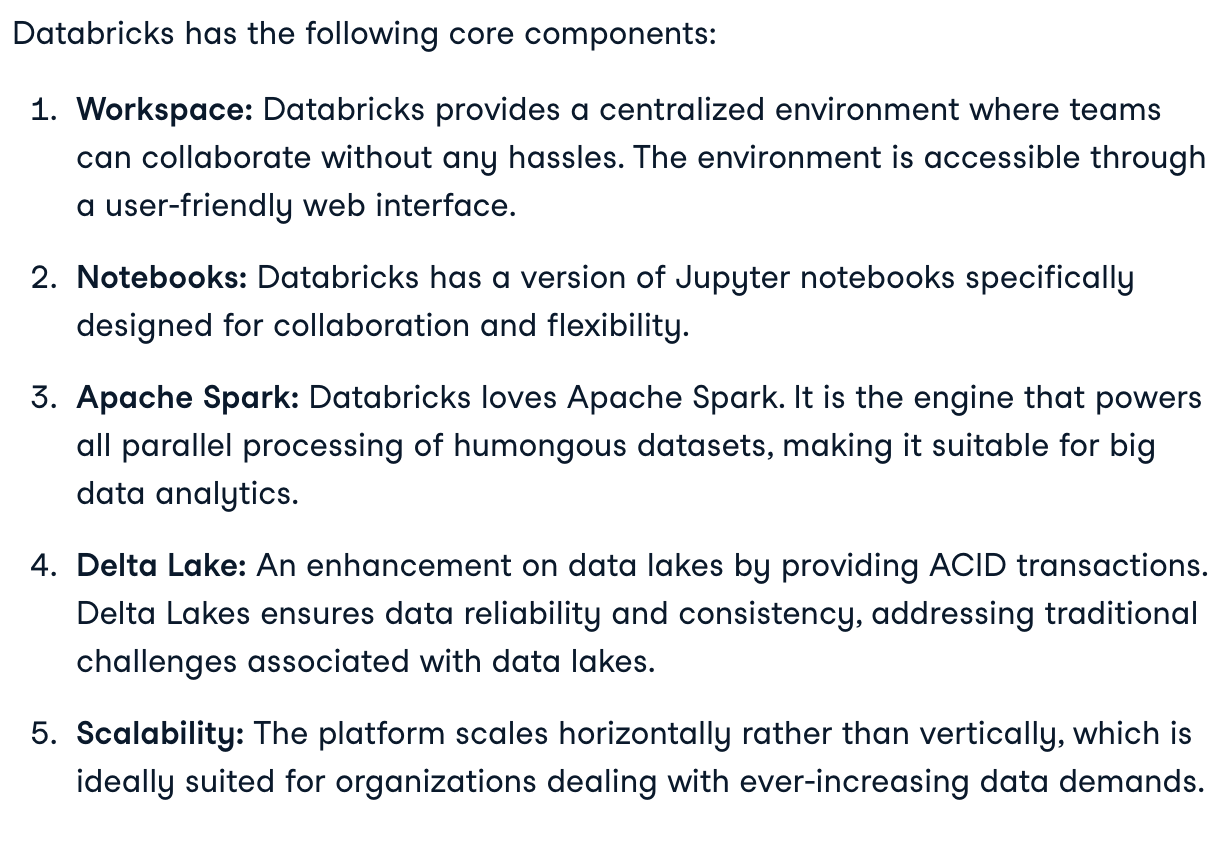 Databricks has the following core components:
1. Workspace: Databricks provides a centralized environment where teams
can collaborate without any hassles. The environment is accessible through
a user-friendly web interface.
2. Notebooks: Databricks has a version of Jupyter notebooks specifically
designed for collaboration and flexibility.
3. Apache Spark: Databricks loves Apache Spark. It is the engine that powers
all parallel processing of humongous datasets, making it suitable for big
data analytics.
4. Delta Lake: An enhancement on data lakes by providing ACID transactions.
Delta Lakes ensures data reliability and consistency, addressing traditional
challenges associated with data lakes.
5. Scalability: The platform scales horizontally rather than vertically, which is
ideally suited for organizations dealing with ever-increasing data demands.